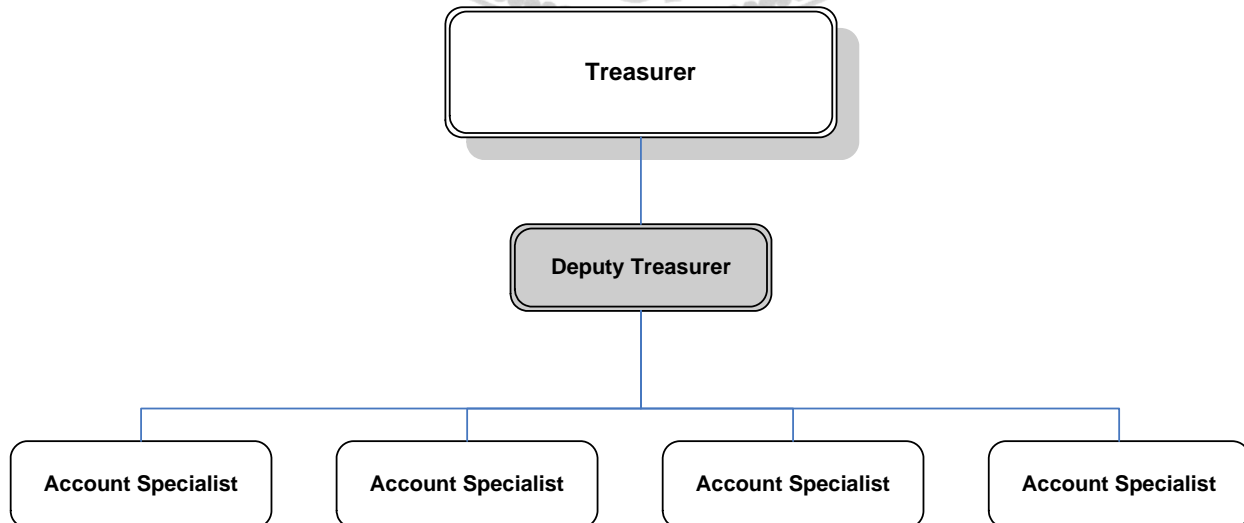 Treasurer
Deputy Treasurer
Account Specialist
Account Specialist
Account Specialist
Account Specialist